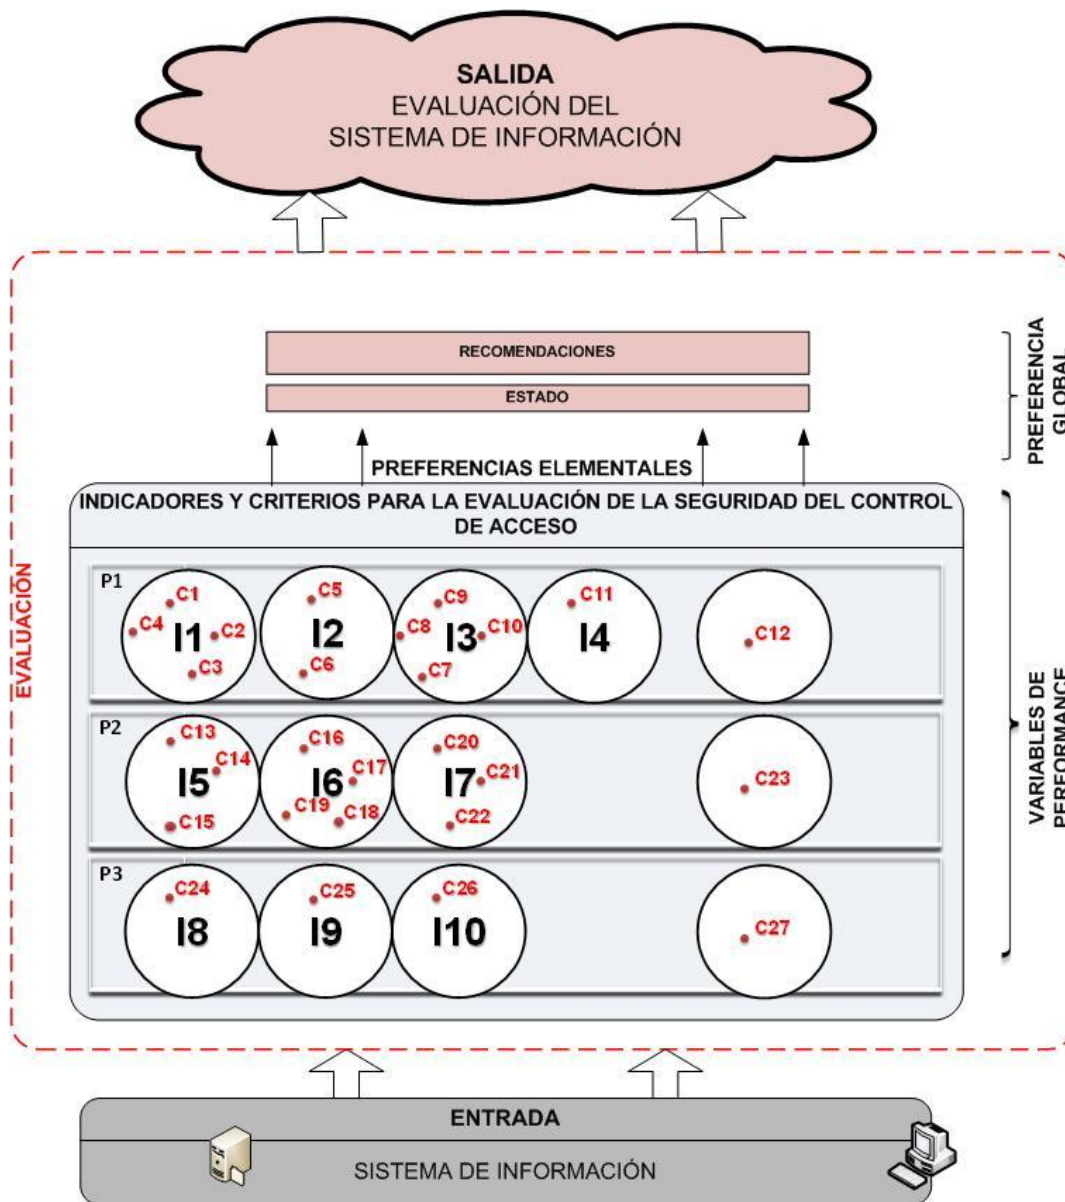 SALIDA
EVALUACIÓN DEL
SISTEMA DE INFORMACIÓN
EVALUACIÓN
RECOMENDACIONES
ESTADO
PREFERENCIA
GLOBAL
PREFERENCIAS ELEMENTALES
INDICADORES Y CRITERIOS PARA LA EVALUACIÓN DE LA SEGURIDAD DEL CONTROL
DE ACCESO
VARIABLES DE
PERFORMANCE
P1
C1
C4
I1
C2
C3
C5
I2
C6
C9
C8
I3
C10
C7
C11
I4
C12
P2
C13
C14
I5
C15
C16
I6
C17
C19
C18
C20
I7
C21
C22
C23
P3
C24
I8
C25
I9
C26
I10
C27
ENTRADA
SISTEMA DE INFORMACIÓN